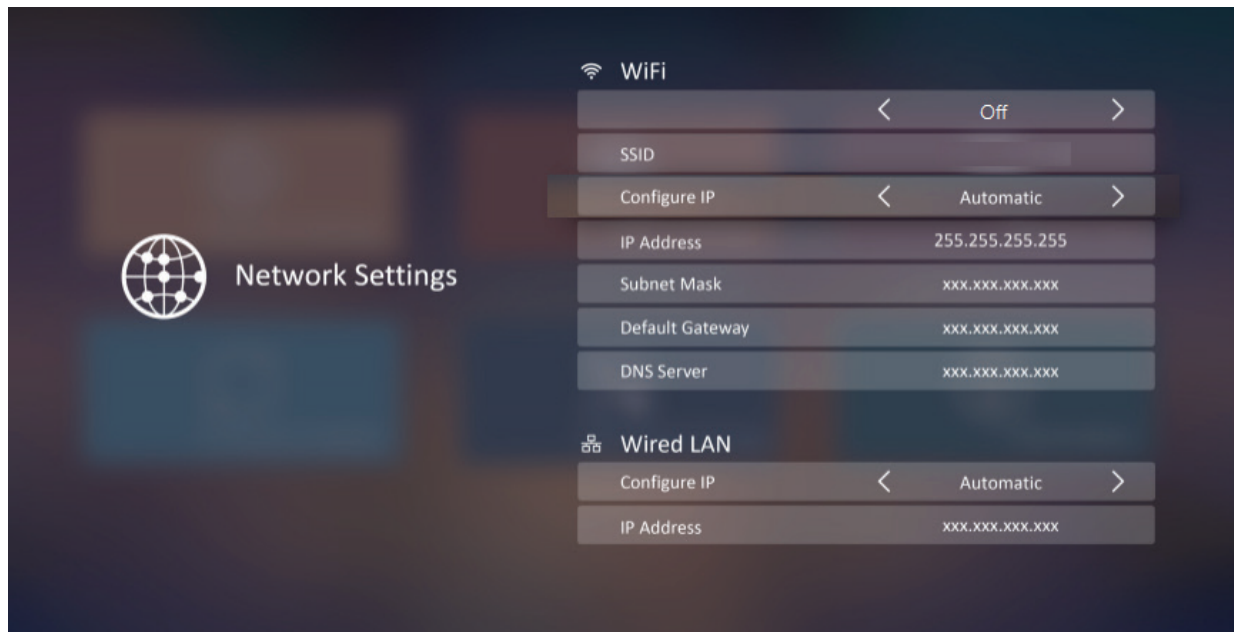 WiFi
Off
SSID
Configure IP Automatic
Network Settings
IP Address 255.255.255.255
Subnet Mask xxx.xxx.xxx.xxx
Default Gateway xxx.xxx.xxx.xxx
DNS Server xxx.xxx.xxx.xxx
Wired LAN
Configure IP Automatic
IP Address xxx.xxx.xxx.xxx